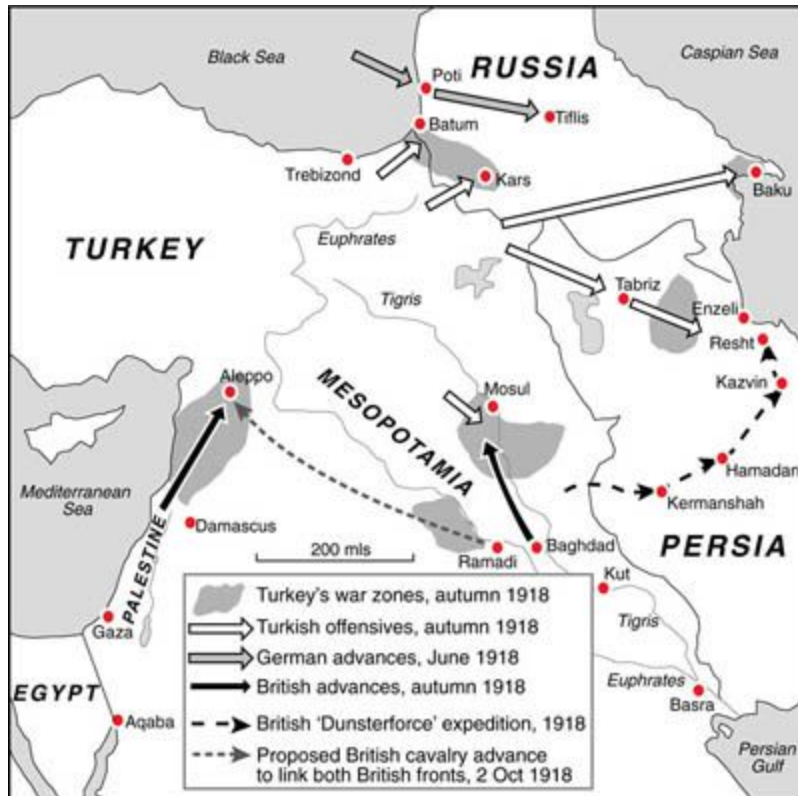 Black Sea
RUSSIA
Caspian Sea
Poti
Batum
Tiflis
Trebizond
Kars
Baku
TURKEY
Euphrates
Tigris
Tabriz
Enzeli
Resht
Aleppo
Mosul
Kazvin
MESOPOTAMIA
Hamadan
Mediterranean
Sea
Kermanshah
Damascus
PALESTINE
200 mls
Ramadi
Baghdad
PERSIA
Kut
Gaza
Tigris
EGYPT
Euphrates
Basra
Aqaba
Persian
Gulf
Turkey's war zones, autumn 1918
Turkish offensives, autumn 1918
German advances, June 1918
British advances, autumn 1918
British 'Dunsterforce' expedition, 1918
Proposed British cavalry advance
to link both British fronts, 2 Oct 1918